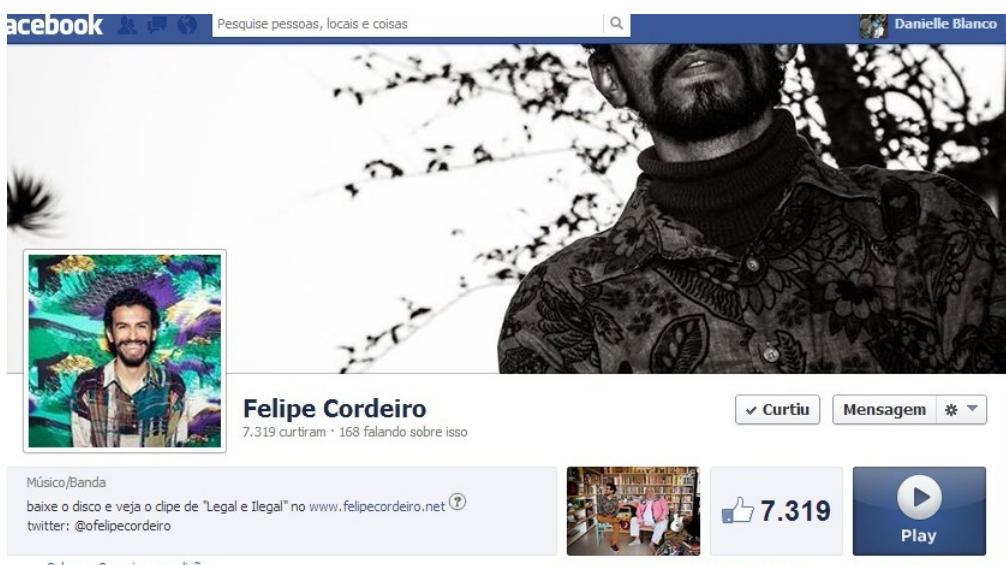 acebook
Pesquise pessoas, locais e coisas
Danielle Blanco
Felipe Cordeiro
7.319 curtiram · 168 falando sobre isso
✓ Curtiu
Mensagem
Músico/Banda
baixe o disco e veja o clipe de "Legal e Ilegal" no www.felipecordeiro.net ?
twitter: @ofelipecordeiro
7.319
Play